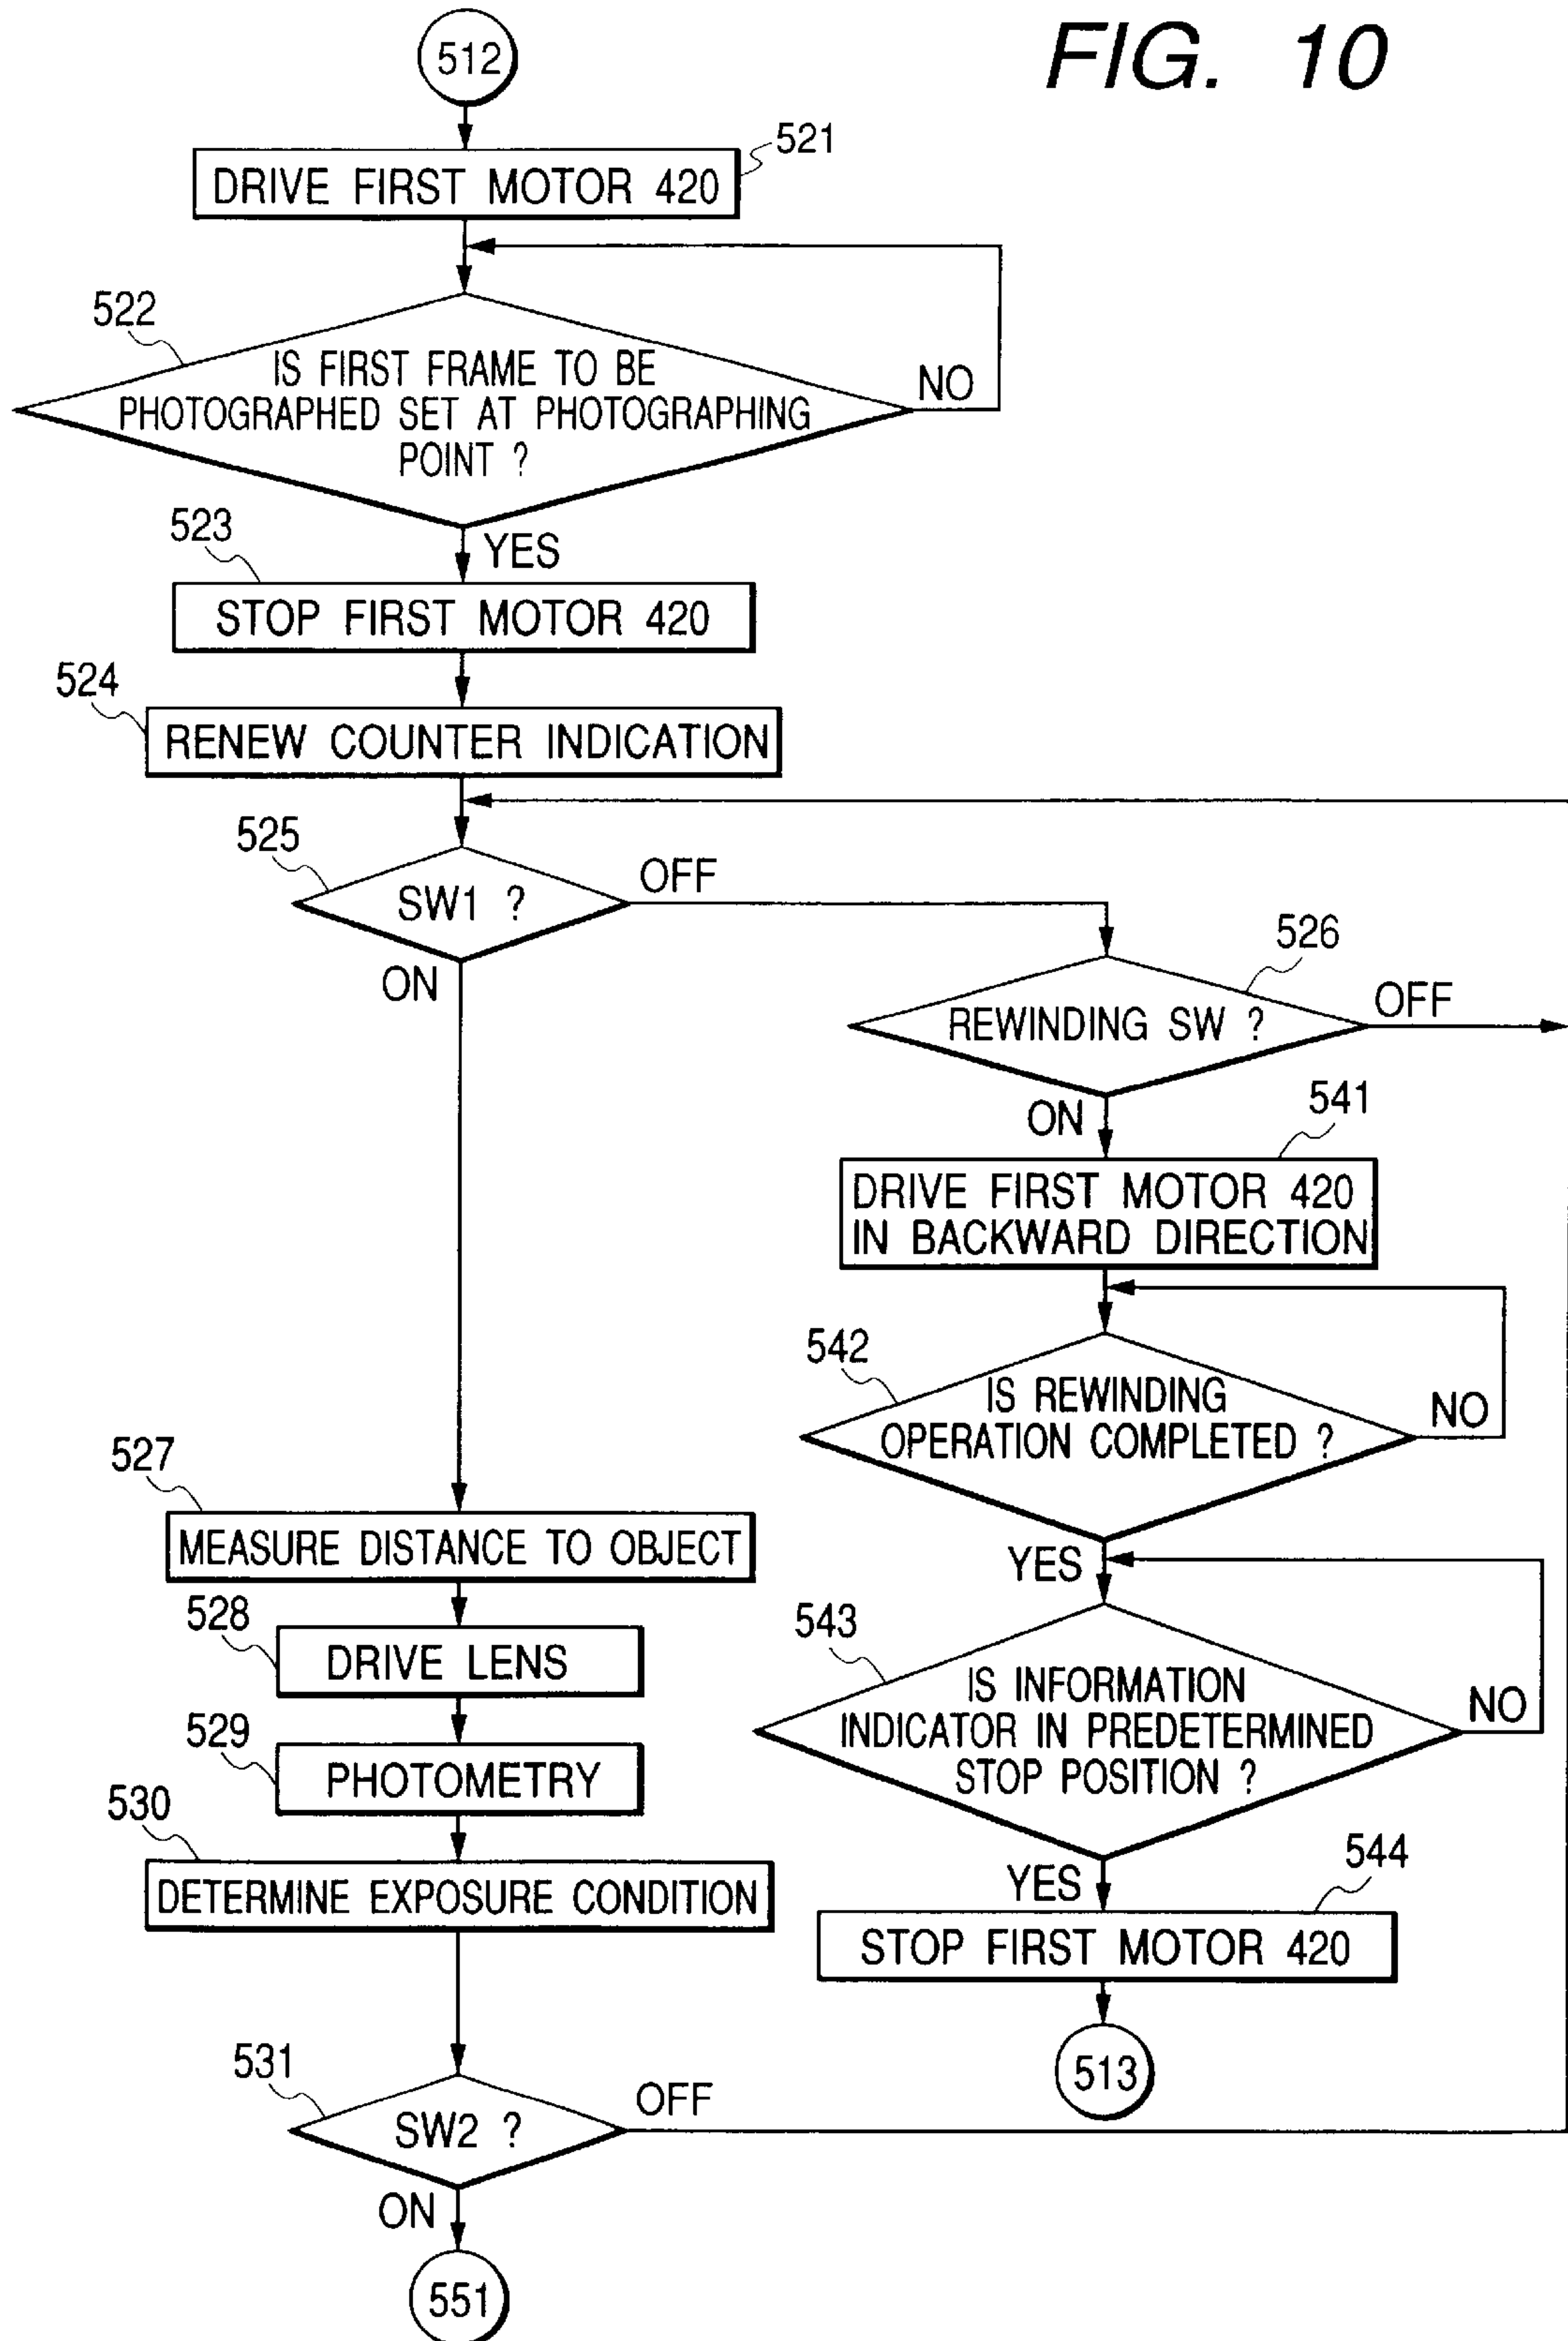 FIG. 10
512
521
DRIVE FIRST MOTOR 420
522
IS FIRST FRAME TO BE
PHOTOGRAPHED SET AT PHOTOGRAPHING
POINT ?
NO
YES
523
STOP FIRST MOTOR 420
524
RENEW COUNTER INDICATION
525
SW1 ?
OFF
ON
526
REWINDING SW ?
OFF
ON
541
DRIVE FIRST MOTOR 420
IN BACKWARD DIRECTION
542
IS REWINDING
OPERATION COMPLETED ?
NO
YES
527
MEASURE DISTANCE TO OBJECT
528
DRIVE LENS
529
PHOTOMETRY
530
DETERMINE EXPOSURE CONDITION
543
IS INFORMATION
INDICATOR IN PREDETERMINED
STOP POSITION ?
NO
YES
544
STOP FIRST MOTOR 420
513
531
SW2 ?
OFF
ON
551